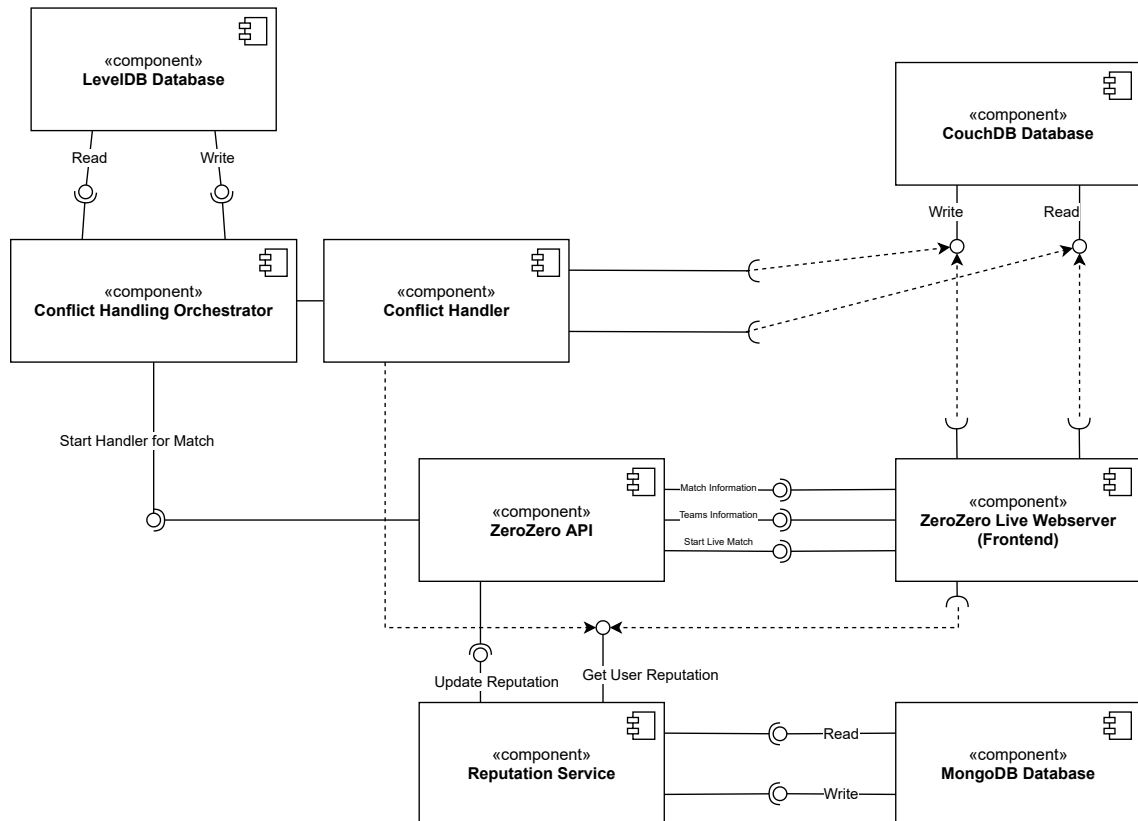 «component»
LevelDB Database
«component»
CouchDB Database
Read
Write
Write
Read
«component»
Conflict Handling Orchestrator
«component»
Conflict Handler
Start Handler for Match
«component»
ZeroZero API
Match Information
Teams Information
Start Live Match
«component»
ZeroZero Live Webserver
(Frontend)
Update Reputation
Get User Reputation
«component»
Reputation Service
Read
Write
«component»
MongoDB Database